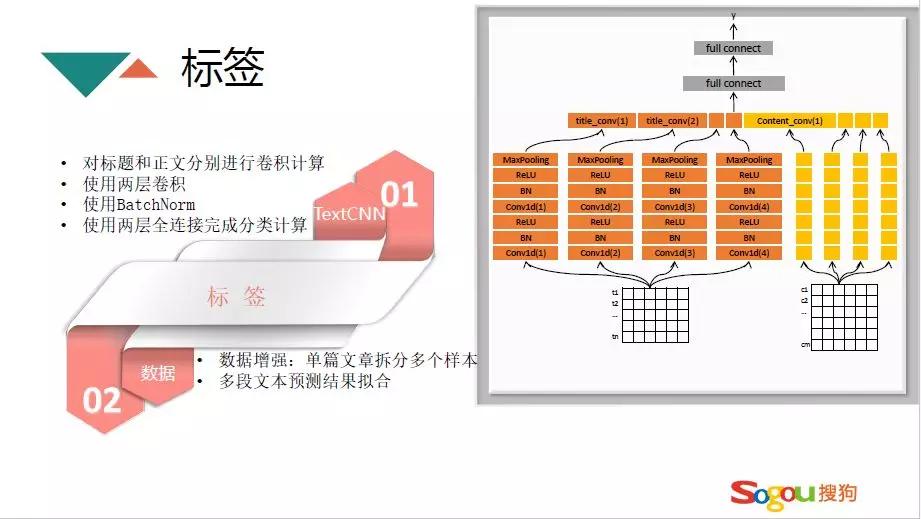 标签
对标题和正文分别进行卷积计算
使用两层卷积
使用BatchNorm
使用两层全连接完成分类计算
01
TextCNN
标 签
02
数据
数据增强：单篇文章拆分多个样本
多段文本预测结果拟合
y
full connect
full connect
title_conv(1) title_conv(2) Content_conv(1)
MaxPooling MaxPooling MaxPooling MaxPooling
ReLU ReLU ReLU ReLU
BN BN BN BN
Conv1d(1) Conv1d(2) Conv1d(3) Conv1d(4)
ReLU ReLU ReLU ReLU
BN BN BN BN
Conv1d(1) Conv1d(2) Conv1d(3) Conv1d(4)
t1
t2
...
tn
c1
c2
...
cm
Sogou搜狗